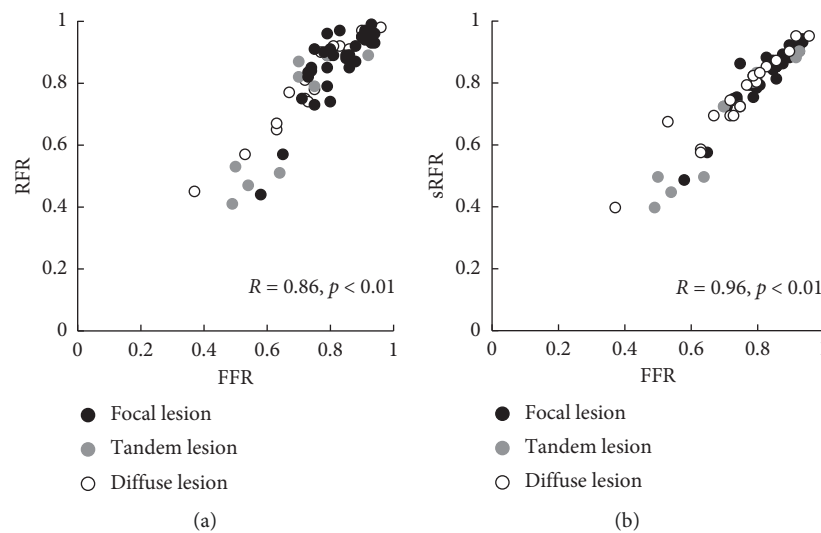 1
0.8
0.6
0.4
0.2
0
RFR
0 0.2 0.4 0.6 0.8 1
FFR
R = 0.86, p < 0.01
Focal lesion
Tandem lesion
Diffuse lesion
(a)
1
0.8
0.6
0.4
0.2
0
sRFR
0 0.2 0.4 0.6 0.8
FFR
R = 0.96, p < 0.01
Focal lesion
Tandem lesion
Diffuse lesion
(b)